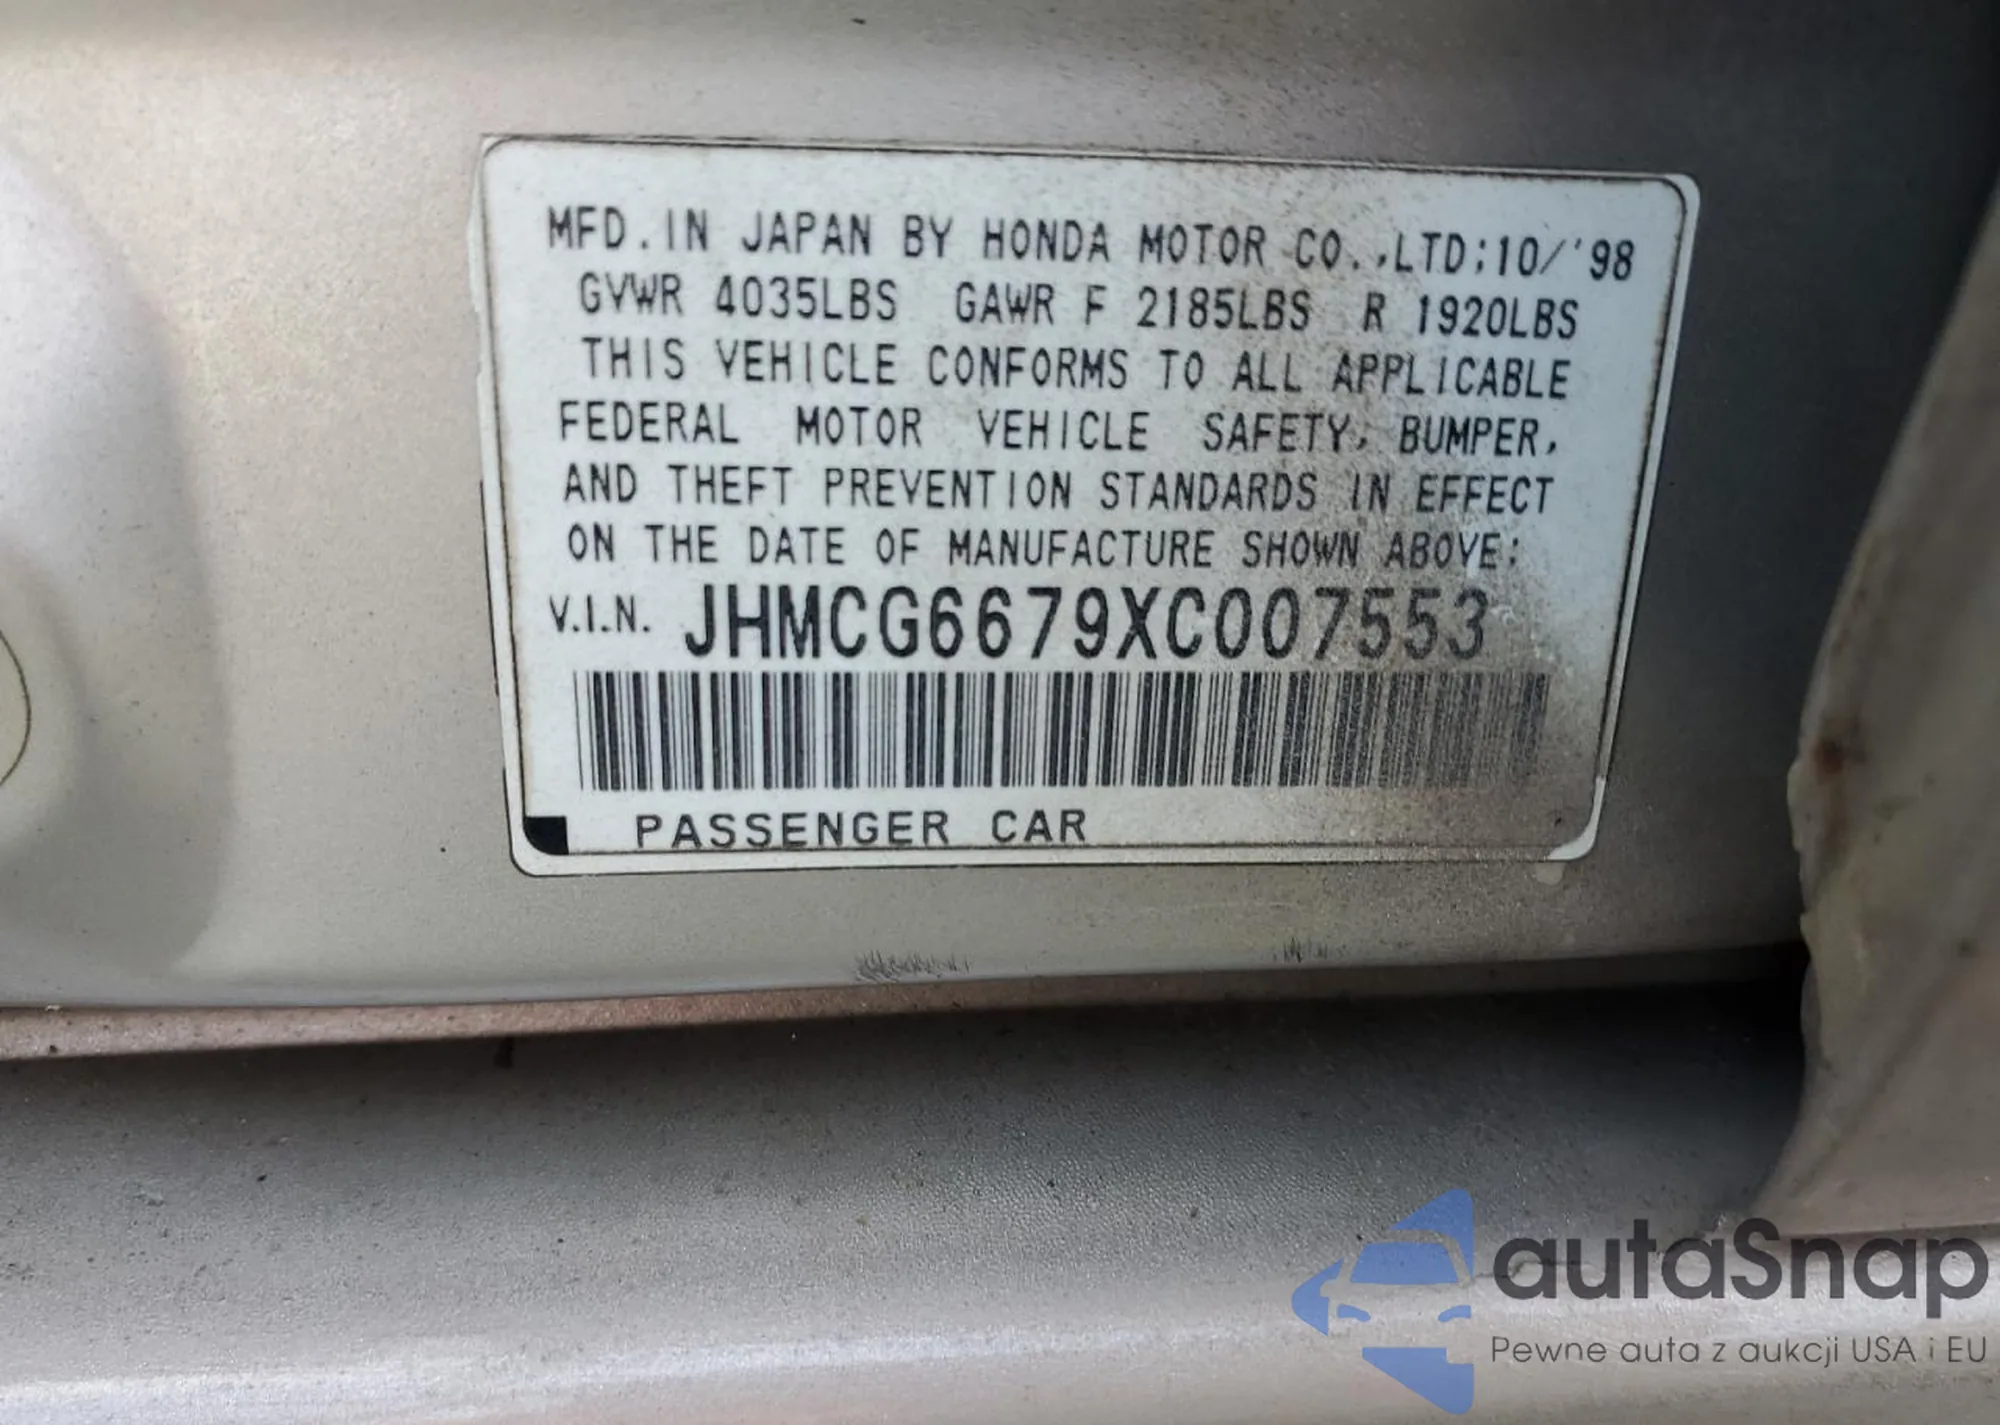 MFD. IN JAPAN BY HONDA MOTOR CO.,LTD;10/'98
GVWR 4035LBS GAWR F 2185LBS R 1920LBS
THIS VEHICLE CONFORMS TO ALL APPLICABLE
FEDERAL MOTOR VEHICLE SAFETY, BUMPER,
AND THEFT PREVENTION STANDARDS IN EFFECT
ON THE DATE OF MANUFACTURE SHOWN ABOVE;
V.I.N. JHMCG6679XC007553
PASSENGER CAR
autaSnap
Pewne auta z aukcji USA i EU